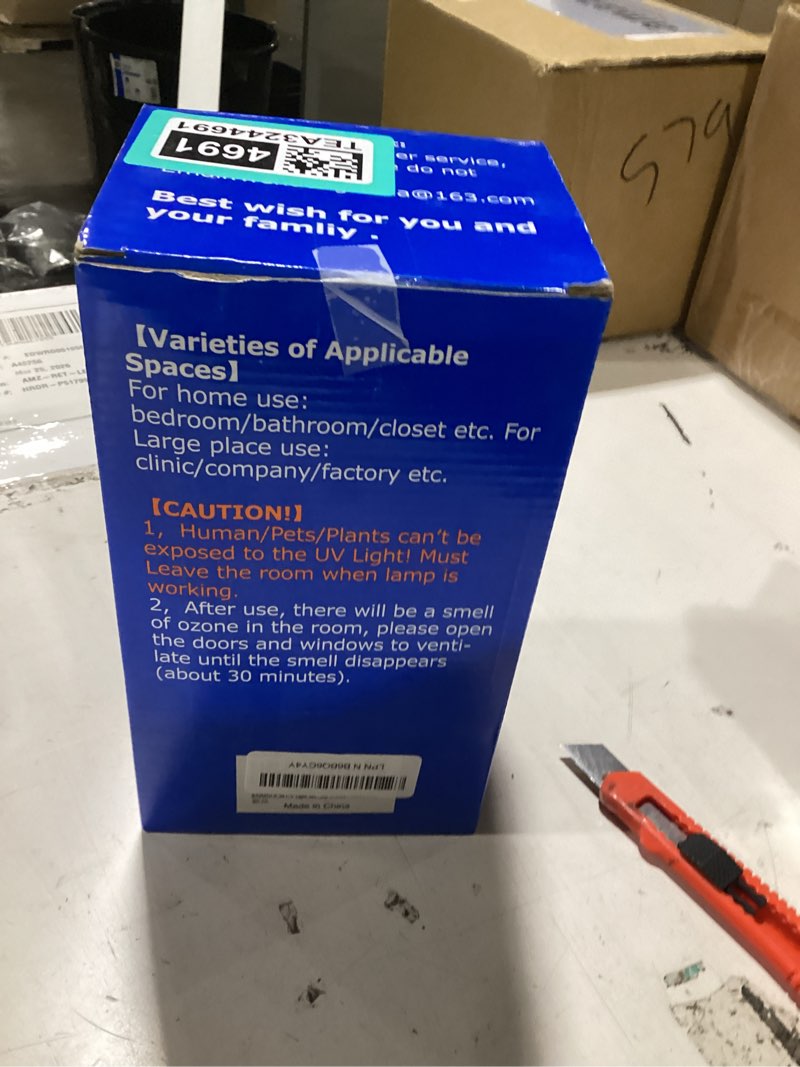 TEA3244691
4691
er service,
do not
a@163.com
Best wish for you and
your famliy .
【Varieties of Applicable
Spaces】
For home use:
bedroom/bathroom/closet etc. For
Large place use:
clinic/company/factory etc.
【CAUTION!】
1, Human/Pets/Plants can't be
exposed to the UV Light! Must
Leave the room when lamp is
working.
2, After use, there will be a smell
of ozone in the room, please open
the doors and windows to venti-
late until the smell disappears
(about 30 minutes).
LPN N
Made in China
579